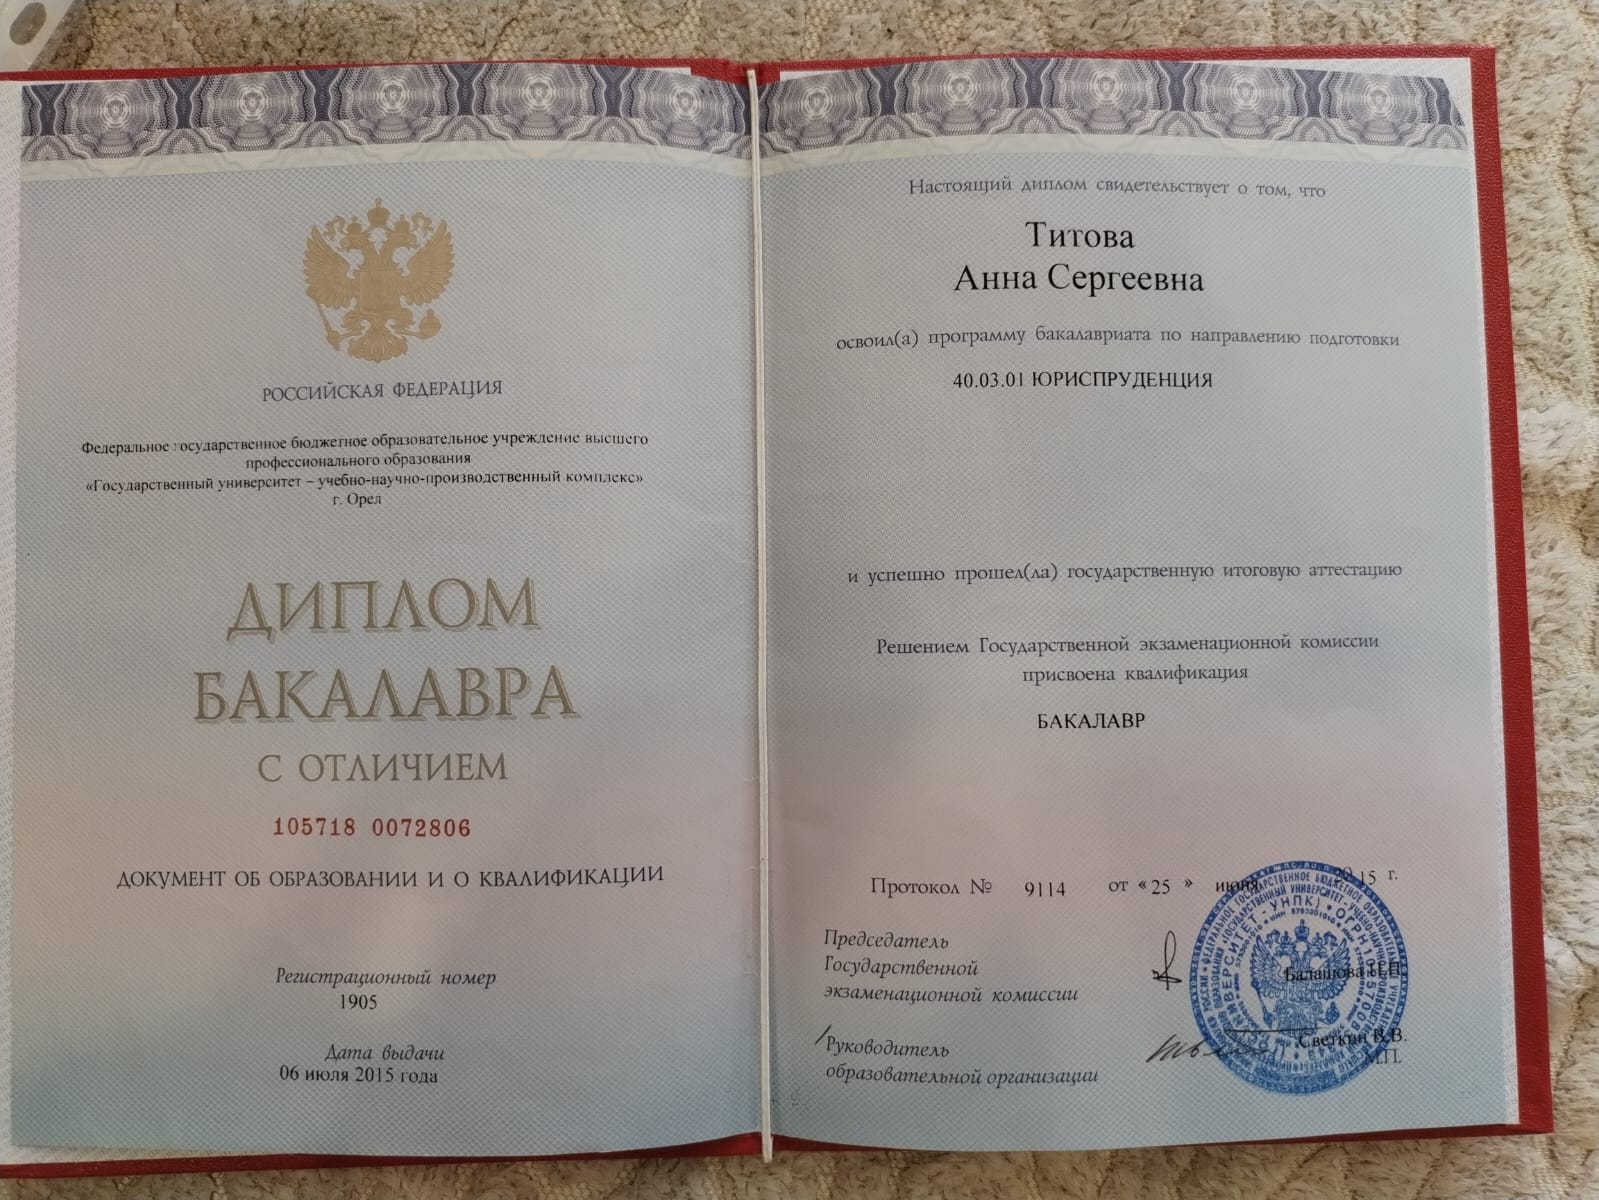 РОССИЙСКАЯ ФЕДЕРАЦИЯ
Федеральное государственное бюджетное образовательное учреждение высшего
профессионального образования
«Государственный университет – учебно-научно-производственный комплекс»
г. Орел
ДИПЛОМ
БАКАЛАВРА
С ОТЛИЧИЕМ
105718 0072806
ДОКУМЕНТ ОБ ОБРАЗОВАНИИ И О КВАЛИФИКАЦИИ
Регистрационный номер
1905
Дата выдачи
06 июля 2015 года
Настоящий диплом свидетельствует о том, что
Титова
Анна Сергеевна
освоил(а) программу бакалавриата по направлению подготовки
40.03.01 ЮРИСПРУДЕНЦИЯ
и успешно прошел(ла) государственную итоговую аттестацию
Решением Государственной экзаменационной комиссии
присвоена квалификация
БАКАЛАВР
Протокол № 9114 от « 25 » июня 2015 г.
Председатель
Государственной
экзаменационной комиссии
Балашова
Руководитель
образовательной организации
Светкин В.В.
М.П.